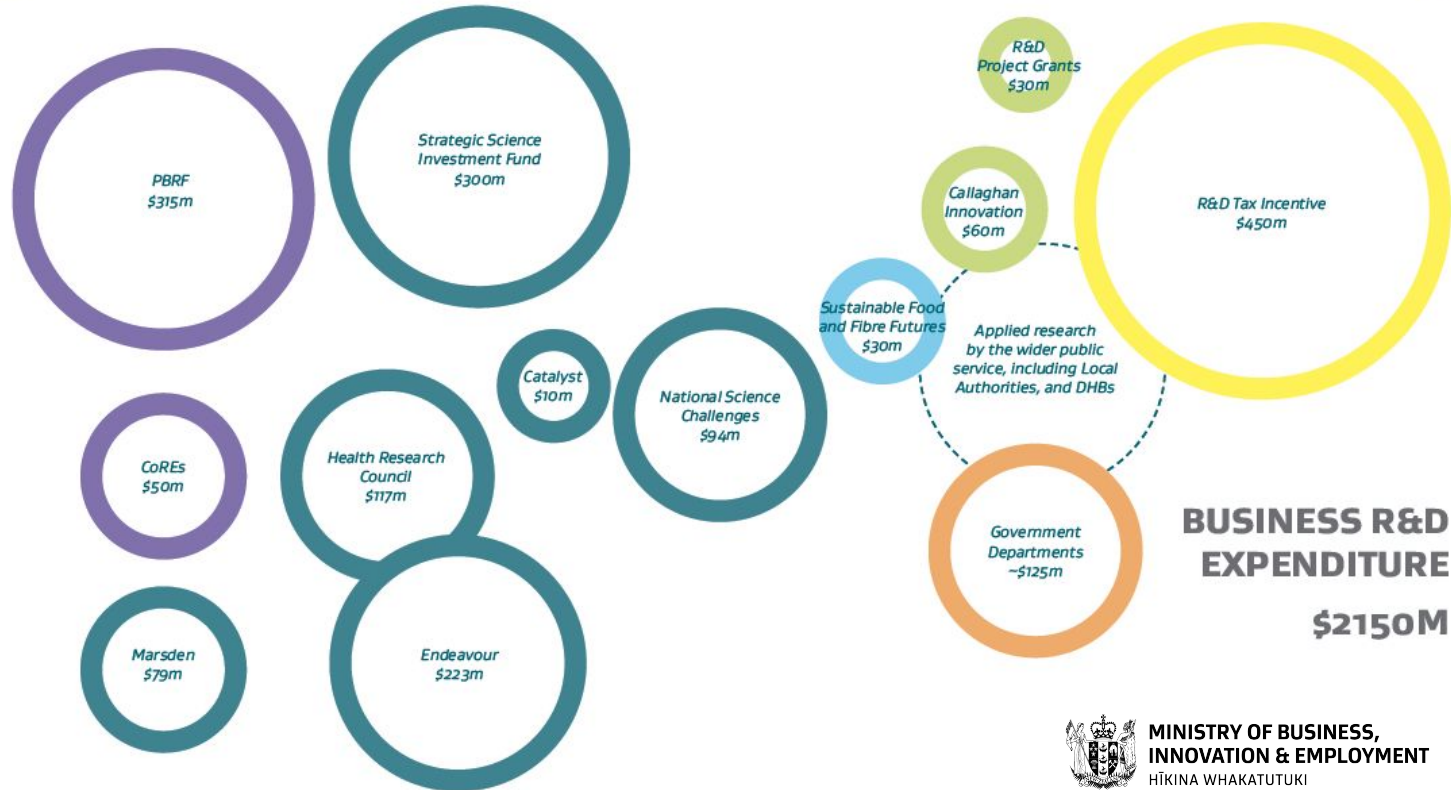 PBRF
$315m
Strategic Science
Investment Fund
$300m
R&D
Project Grants
$30m
Callaghan
Innovation
$60m
R&D Tax Incentive
$450m
Sustainable Food
and Fibre Futures
$30m
Applied research
by the wider public
service, including Local
Authorities, and DHBs
Catalyst
$10m
National Science
Challenges
$94m
CoREs
$50m
Health Research
Council
$117m
Government
Departments
~$125m
Marsden
$79m
Endeavour
$223m
BUSINESS R&D
EXPENDITURE
$2150M
MINISTRY OF BUSINESS,
INNOVATION & EMPLOYMENT
HĪKINA WHAKATUTUKI